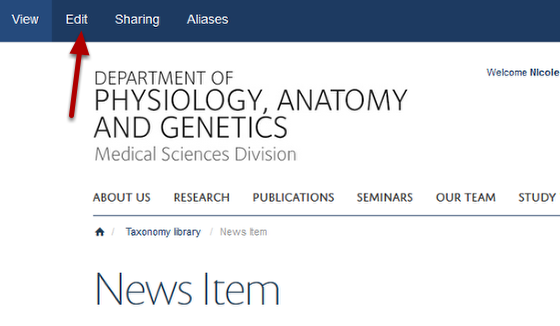 View Edit Sharing Aliases
Welcome Nicole
DEPARTMENT OF
PHYSIOLOGY, ANATOMY
AND GENETICS
Medical Sciences Division
ABOUT US RESEARCH PUBLICATIONS SEMINARS OUR TEAM STUDY
/ Taxonomy library / News Item
News Item